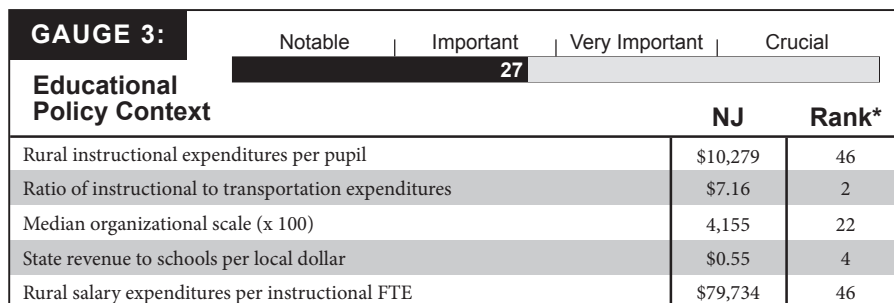 GAUGE 3:
Notable Important Very Important Crucial
27
Educational
Policy Context
NJ Rank*
Rural instructional expenditures per pupil $10,279 46
Ratio of instructional to transportation expenditures $7.16 2
Median organizational scale (x 100) 4,155 22
State revenue to schools per local dollar $0.55 4
Rural salary expenditures per instructional FTE $79,734 46